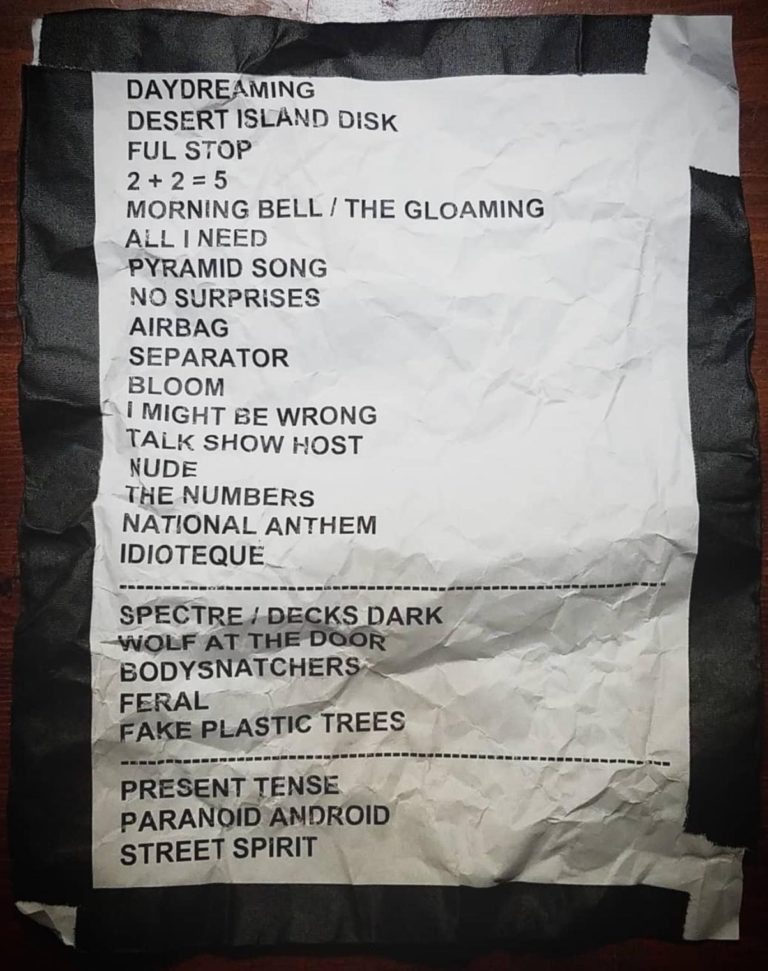 DAYDREAMING
DESERT ISLAND DISK
FUL STOP
2 + 2 = 5
MORNING BELL / THE GLOAMING
ALL I NEED
PYRAMID SONG
NO SURPRISES
AIRBAG
SEPARATOR
BLOOM
I MIGHT BE WRONG
TALK SHOW HOST
NUDE
THE NUMBERS
NATIONAL ANTHEM
IDIOTEQUE
SPECTRE / DECKS DARK
WOLF AT THE DOOR
BODYSNATCHERS
FERAL
FAKE PLASTIC TREES
PRESENT TENSE
PARANOID ANDROID
STREET SPIRIT